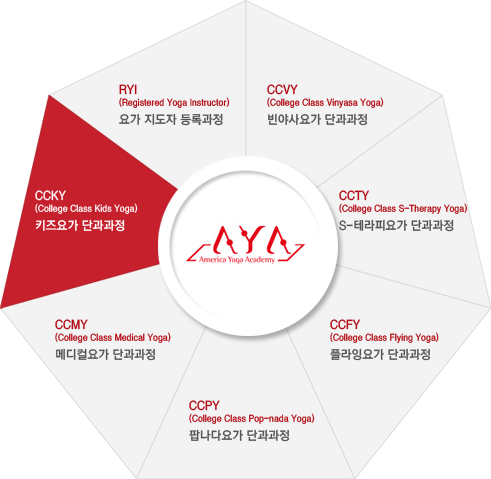 RYI
(Registered Yoga Instructor)
요가 지도자 등록과정
CCVY
(College Class Vinyasa Yoga)
빈야사요가 단과과정
CCKY
(College Class Kids Yoga)
키즈요가 단과과정
CCTY
(College Class S-Therapy Yoga)
S-테라피요가 단과과정
AYA
America Yoga Academy
CCMY
(College Class Medical Yoga)
메디컬요가 단과과정
CCFY
(College Class Flying Yoga)
플라잉요가 단과과정
CCPY
(College Class Pop-nada Yoga)
팝나다요가 단과과정